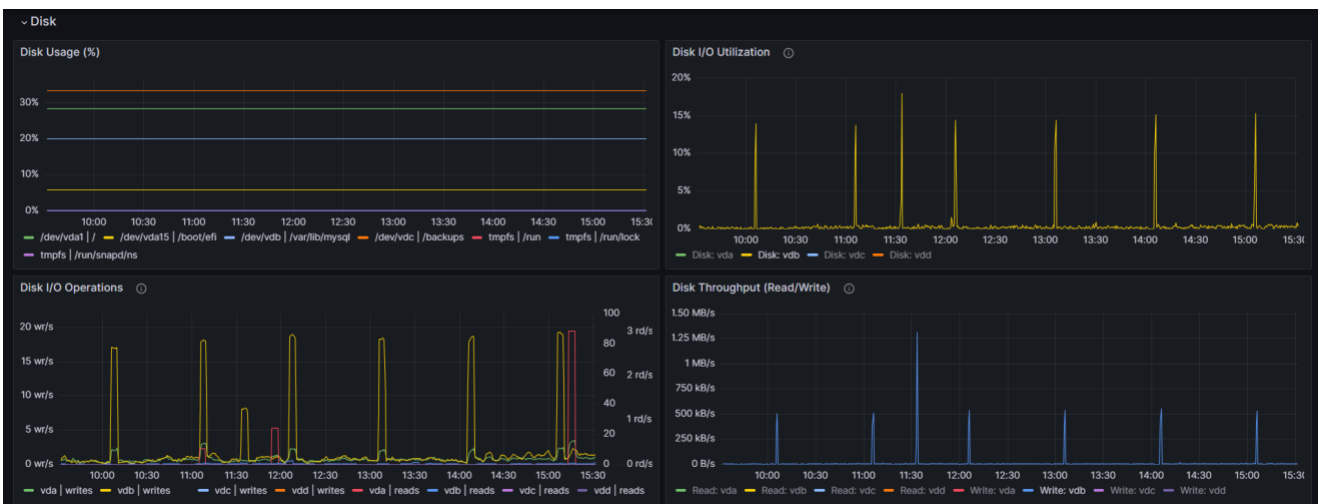 Disk
Disk Usage (%)
30%
20%
10%
0%
10:00 10:30 11:00 11:30 12:00 12:30 13:00 13:30 14:00 14:30 15:00 15:30
/dev/vda1 | / /dev/vda15 | /boot/efi /dev/vdb | /var/lib/mysql /dev/vdc | /backups tmpfs | /run tmpfs | /run/lock
tmpfs | /run/snapd/ns
Disk I/O Utilization
20%
15%
10%
5%
0%
10:00 10:30 11:00 11:30 12:00 12:30 13:00 13:30 14:00 14:30 15:00 15:30
Disk: vda Disk: vdb Disk: vdc Disk: vdd
Disk I/O Operations
100
20 wr/s 3 rd/s
80
15 wr/s
60 2 rd/s
10 wr/s
40
1 rd/s
5 wr/s
20
0 wr/s 0 0 rd/s
10:00 10:30 11:00 11:30 12:00 12:30 13:00 13:30 14:00 14:30 15:00 15:30
vda | writes vdb | writes vdc | writes vdd | writes vda | reads vdb | reads vdc | reads vdd | reads
Disk Throughput (Read/Write)
1.50 MB/s
1.25 MB/s
1 MB/s
750 kB/s
500 kB/s
250 kB/s
0 B/s
10:00 10:30 11:00 11:30 12:00 12:30 13:00 13:30 14:00 14:30 15:00 15:30
Read: vda Read: vdb Read: vdc Read: vdd Write: vda Write: vdb Write: vdc Write: vdd